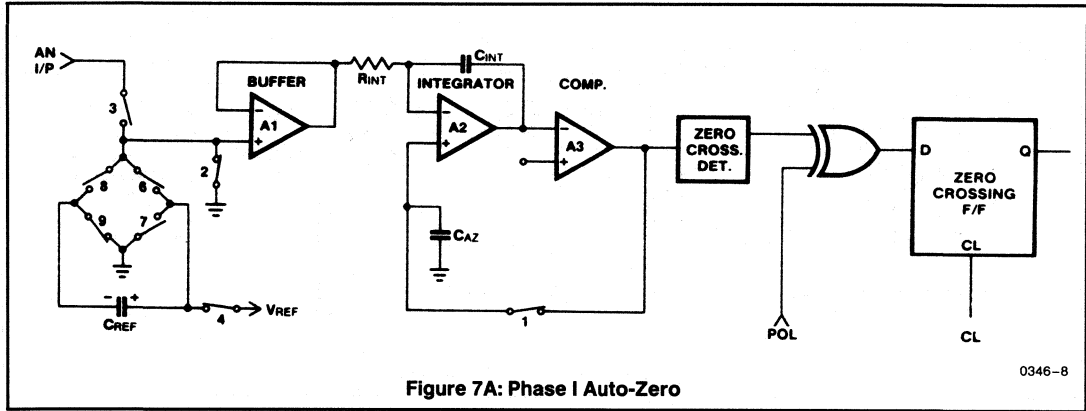 AN
I/P
3
8
6
9
7
- +
CREF
4
VREF
2
BUFFER
-
A1
+
RINT
CINT
INTEGRATOR
-
A2
+
CAZ
1
COMP.
-
A3
+
ZERO
CROSS.
DET.
POL
D
Q
ZERO
CROSSING
F/F
CL
CL
0346–8
Figure 7A: Phase I Auto-Zero